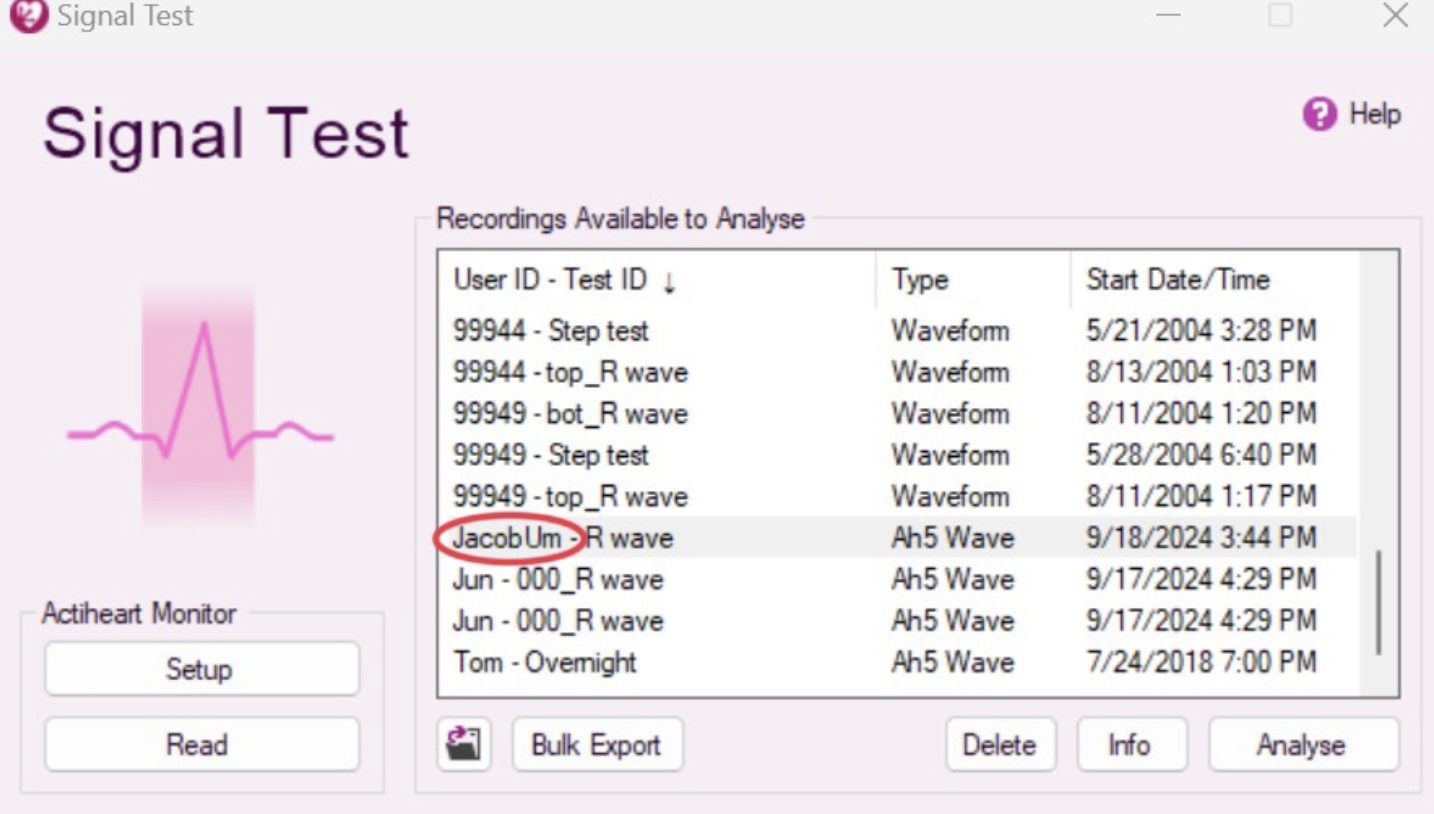 Signal Test
Signal Test
Help
Recordings Available to Analyse
User ID - Test ID ↓ Type Start Date/Time
99944 - Step test Waveform 5/21/2004 3:28 PM
99944 - top_R wave Waveform 8/13/2004 1:03 PM
99949 - bot_R wave Waveform 8/11/2004 1:20 PM
99949 - Step test Waveform 5/28/2004 6:40 PM
99949 - top_R wave Waveform 8/11/2004 1:17 PM
JacobUm - R wave Ah5 Wave 9/18/2024 3:44 PM
Jun - 000_R wave Ah5 Wave 9/17/2024 4:29 PM
Jun - 000_R wave Ah5 Wave 9/17/2024 4:29 PM
Tom - Overnight Ah5 Wave 7/24/2018 7:00 PM
Actiheart Monitor
Setup
Read
Bulk Export Delete Info Analyse